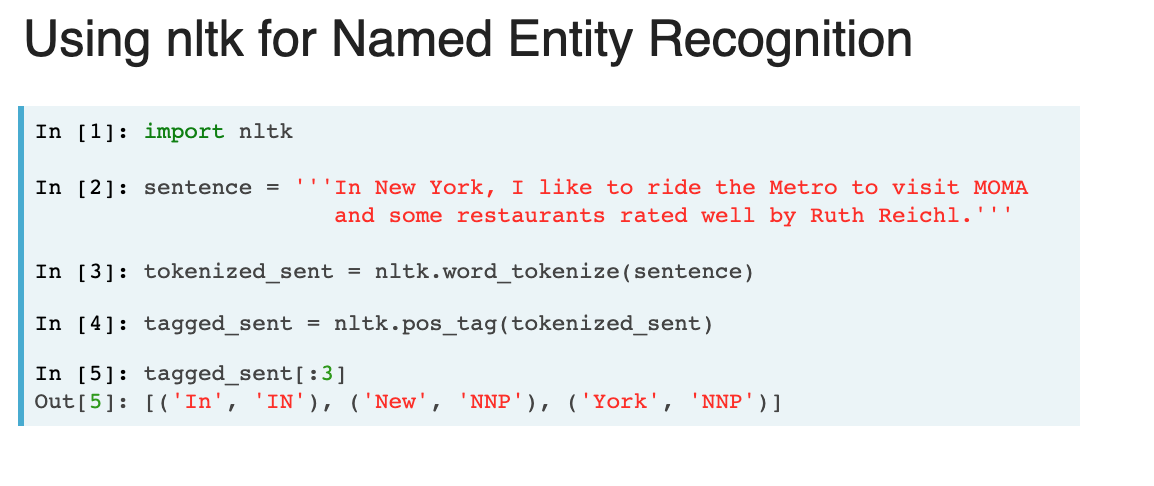 Using nltk for Named Entity Recognition
In [1]: import nltk
In [2]: sentence = '''In New York, I like to ride the Metro to visit MOMA
and some restaurants rated well by Ruth Reichl.'''
In [3]: tokenized_sent = nltk.word_tokenize(sentence)
In [4]: tagged_sent = nltk.pos_tag(tokenized_sent)
In [5]: tagged_sent[:3]
Out[5]: [('In', 'IN'), ('New', 'NNP'), ('York', 'NNP')]